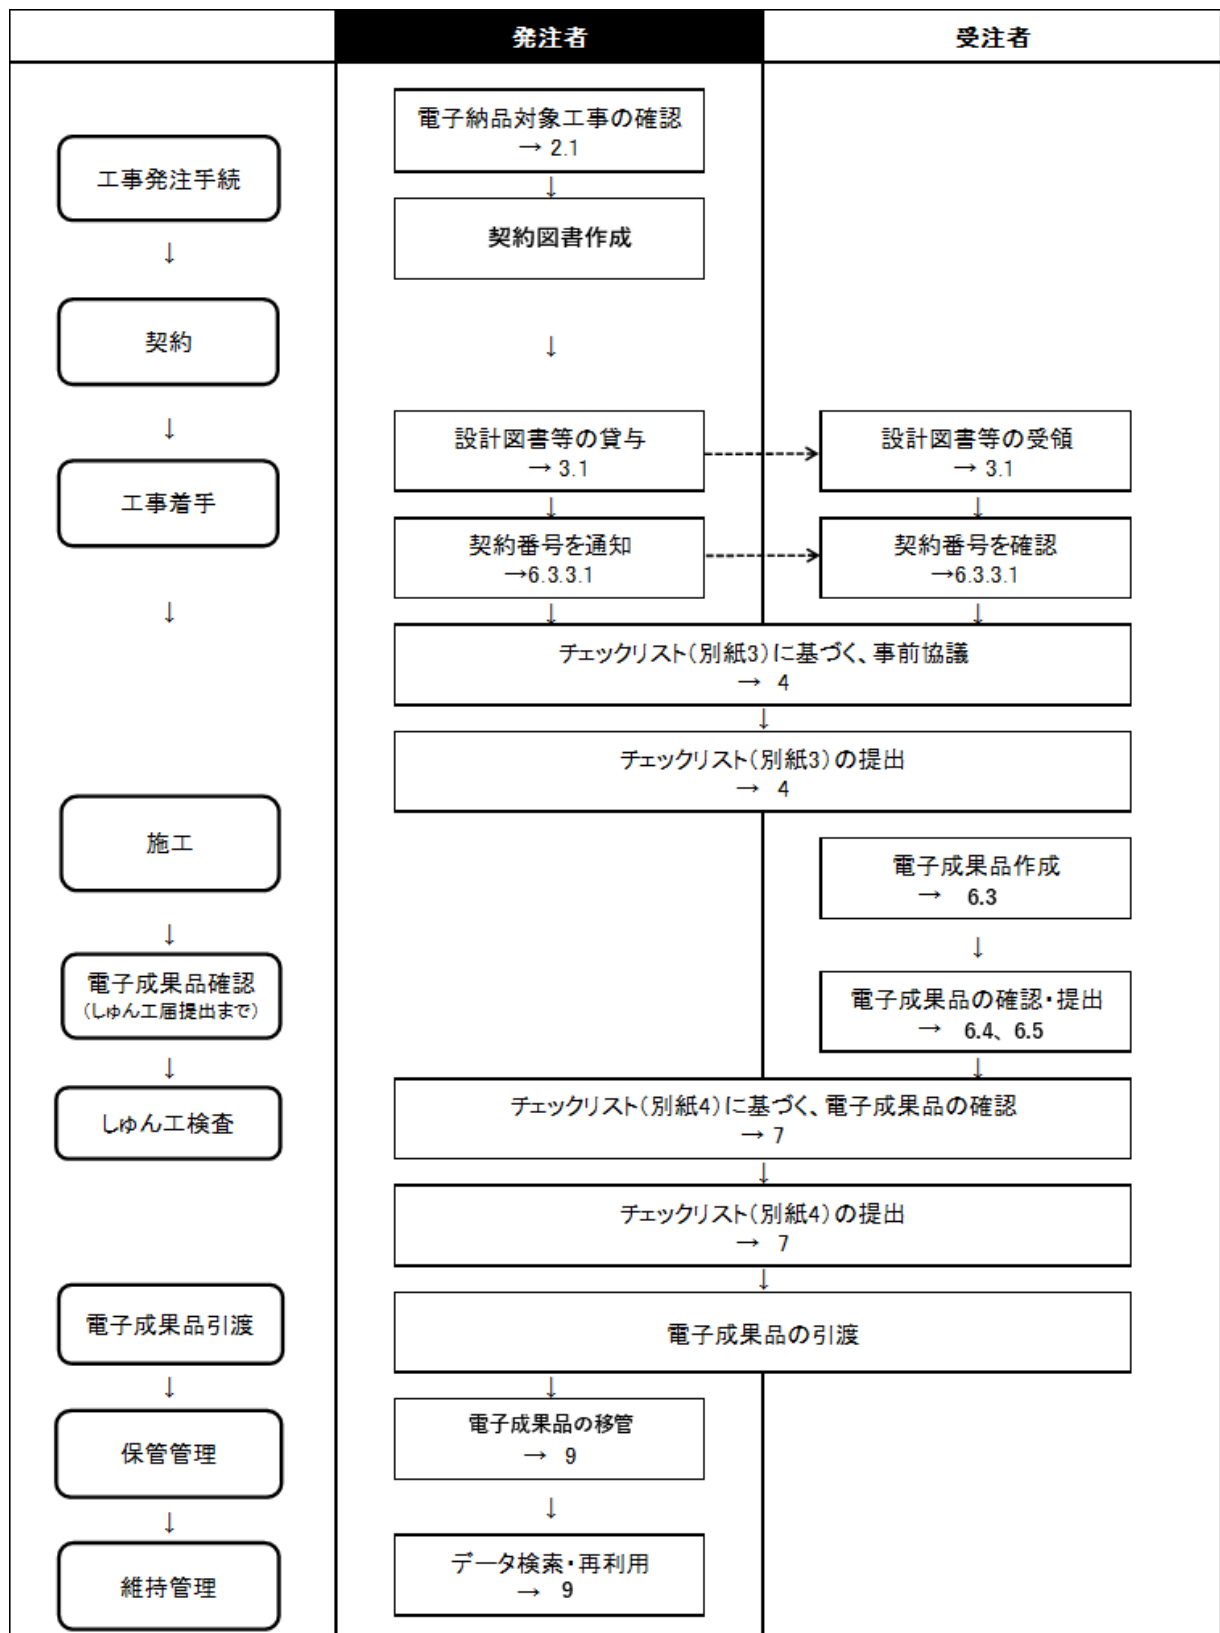 発注者
受注者
電子納品対象工事の確認
→ 2.1
工事発注手続
↓
契約図書作成
↓
契約
↓
↓
設計図書等の貸与
→ 3.1
設計図書等の受領
→ 3.1
工事着手
↓
↓
契約番号を通知
→6.3.3.1
契約番号を確認
→6.3.3.1
↓
↓
↓
チェックリスト（別紙3）に基づく、事前協議
→ 4
↓
チェックリスト（別紙3）の提出
→ 4
施工
電子成果品作成
→ 6.3
↓
↓
電子成果品確認
（しゅん工届提出まで）
電子成果品の確認・提出
→ 6.4、6.5
↓
↓
しゅん工検査
チェックリスト（別紙4）に基づく、電子成果品の確認
→ 7
↓
チェックリスト（別紙4）の提出
→ 7
↓
電子成果品引渡
電子成果品の引渡
↓
↓
保管管理
電子成果品の移管
→ 9
↓
↓
維持管理
データ検索・再利用
→ 9